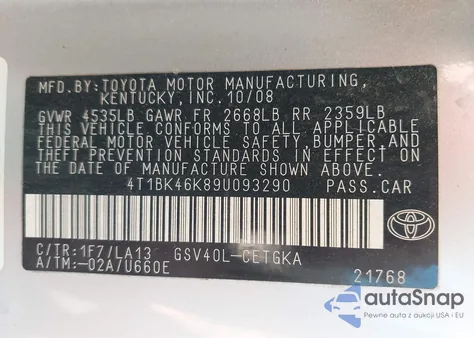 MFD. BY: TOYOTA MOTOR MANUFACTURING,
KENTUCKY, INC. 10/08
GVWR 4535LB GAWR FR 2668LB RR 2359LB
THIS VEHICLE CONFORMS TO ALL APPLICABLE
FEDERAL MOTOR VEHICLE SAFETY, BUMPER, AND
THEFT PREVENTION STANDARDS IN EFFECT ON
THE DATE OF MANUFACTURE SHOWN ABOVE.
4T1BK46K89U093290 PASS.CAR
C/TR: 1F7/LA13 GSV40L-CETGKA
A/TM: -02A/U660E
TOYOTA
21768
autoSnap
Pewne auta z aukcji USA i EU